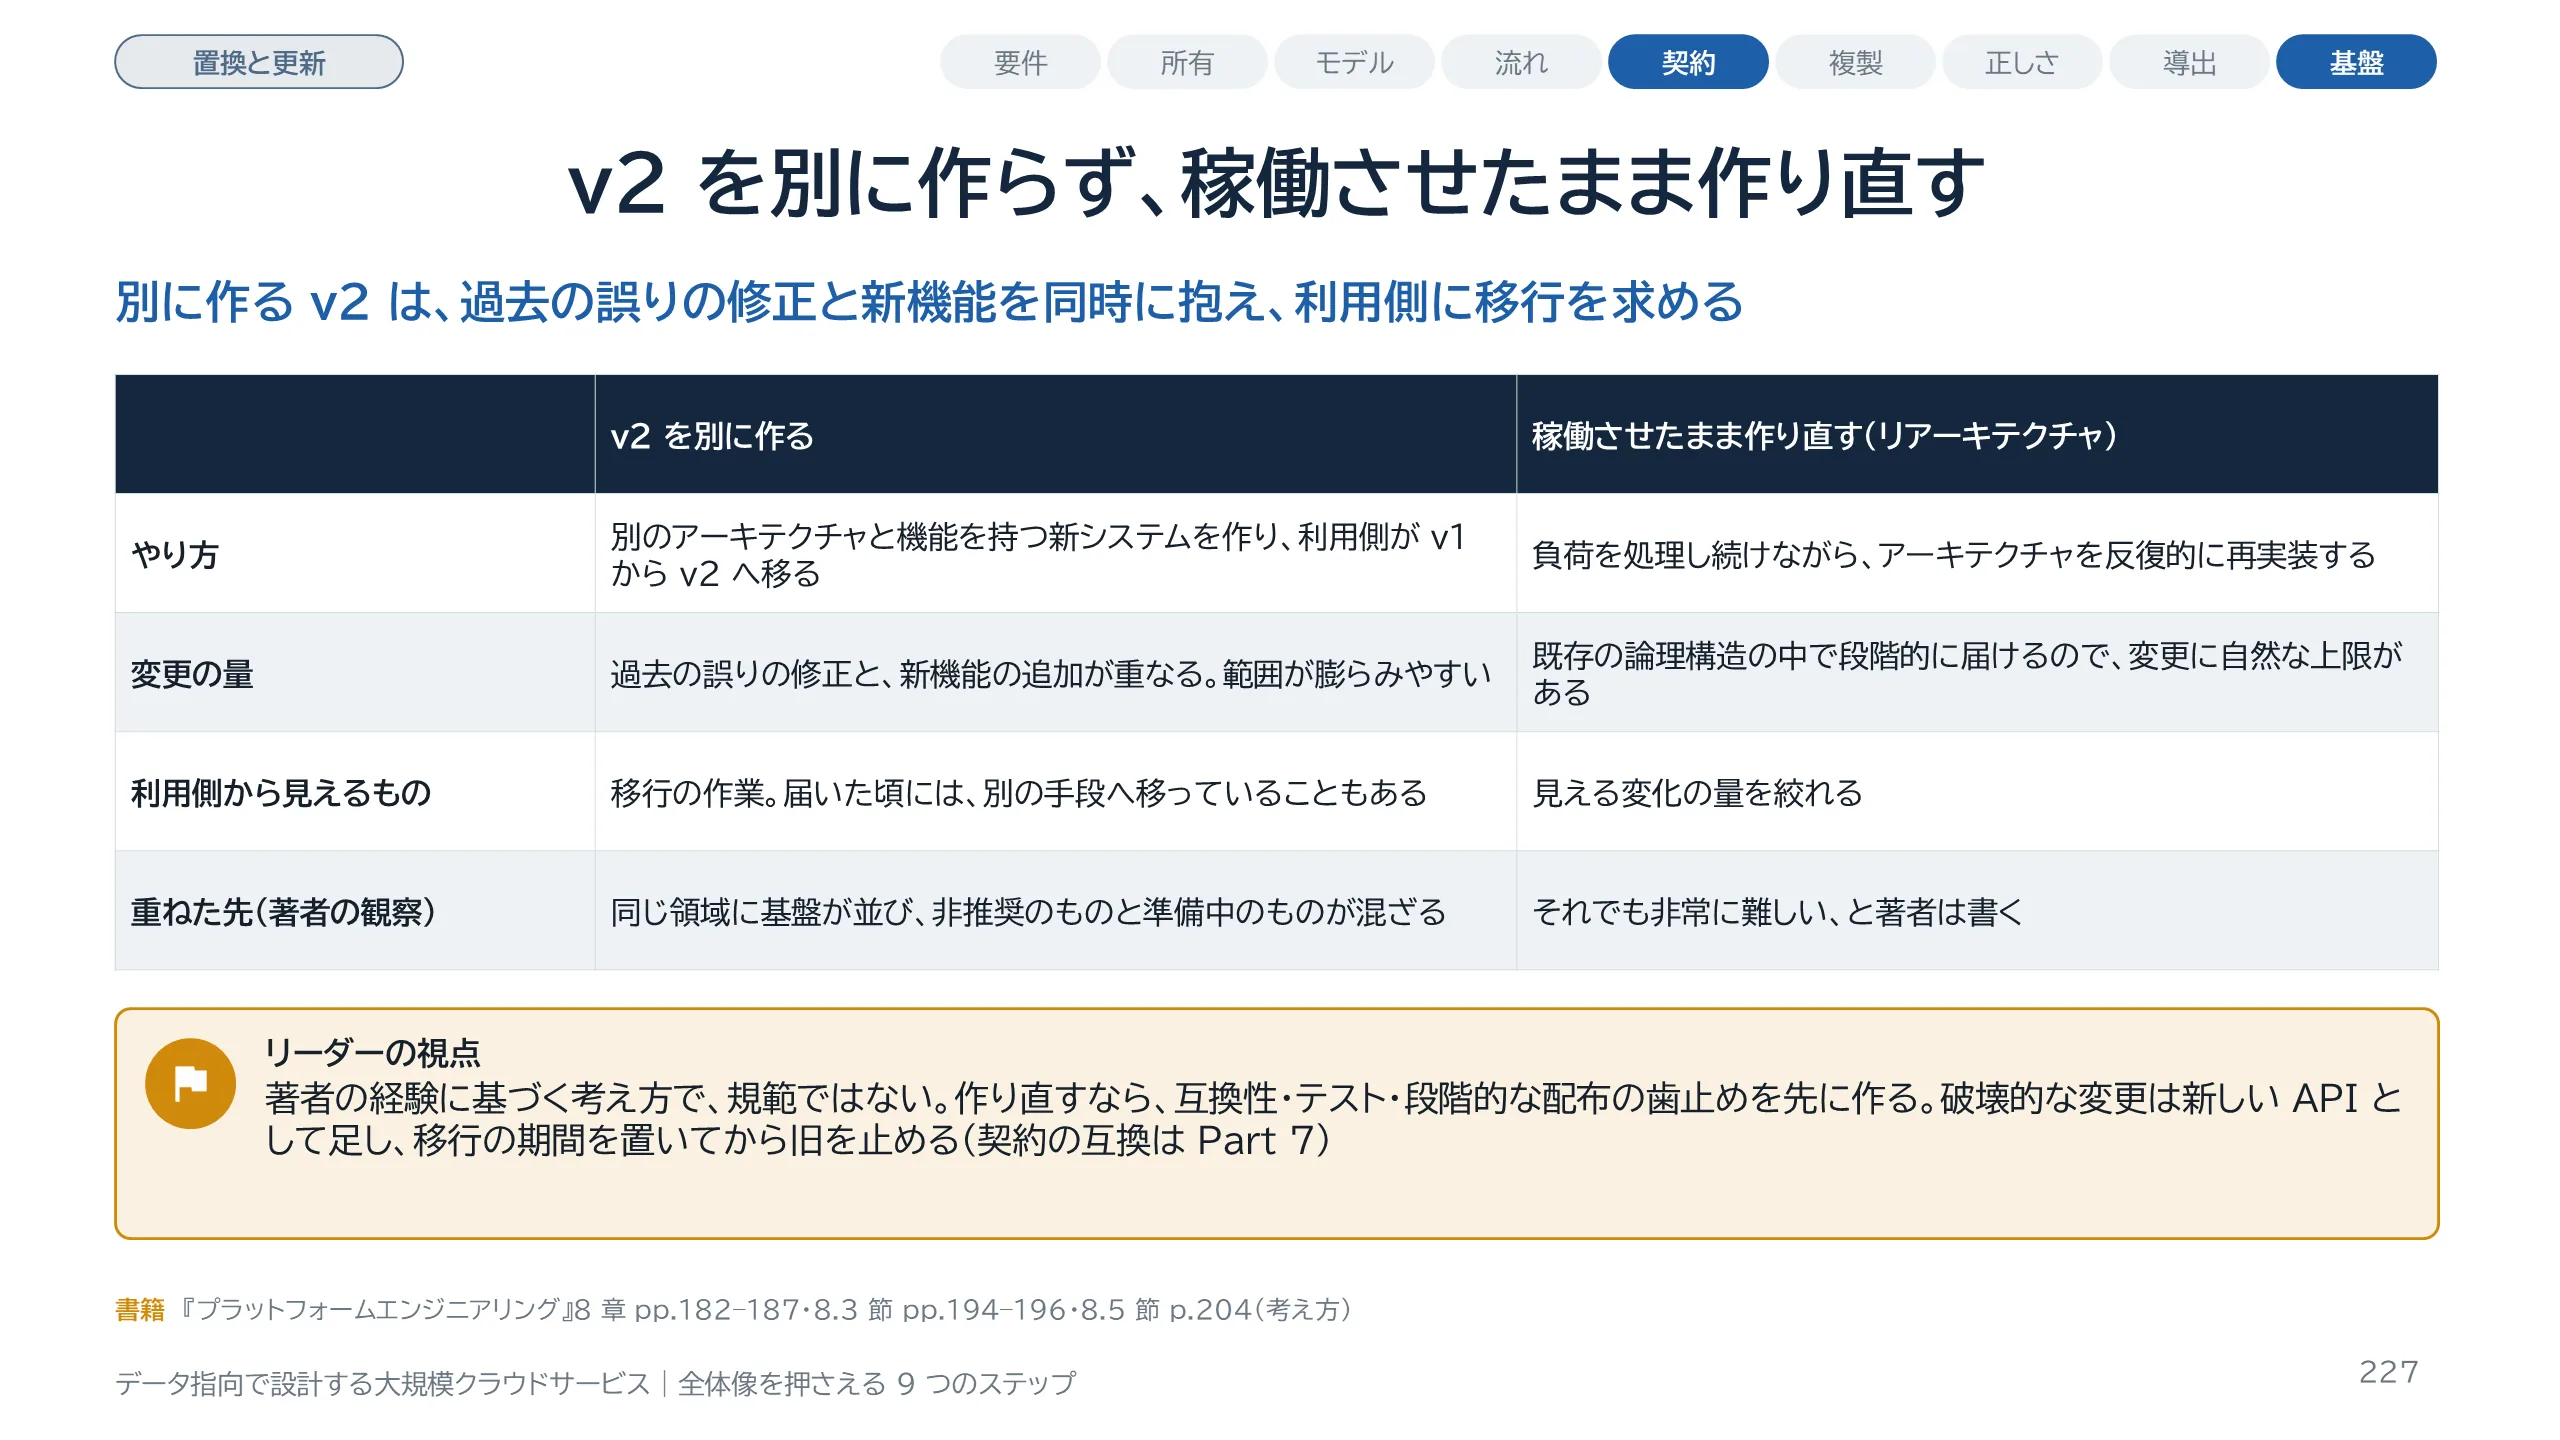 置換と更新
要件
所有
モデル
流れ
契約
複製
正しさ
導出
基盤
v2 を別に作らず、稼働させたまま作り直す
別に作る v2 は、過去の誤りの修正と新機能を同時に抱え、利用側に移行を求める
v2 を別に作る
稼働させたまま作り直す（リアーキテクチャ）
やり方
別のアーキテクチャと機能を持つ新システムを作り、利用側が v1
から v2 へ移る
負荷を処理し続けながら、アーキテクチャを反復的に再実装する
変更の量
過去の誤りの修正と、新機能の追加が重なる。範囲が膨らみやすい
既存の論理構造の中で段階的に届けるので、変更に自然な上限が
ある
利用側から見えるもの
移行の作業。届いた頃には、別の手段へ移っていることもある
見える変化の量を絞れる
重ねた先（著者の観察）
同じ領域に基盤が並び、非推奨のものと準備中のものが混ざる
それでも非常に難しい、と著者は書く
リーダーの視点
著者の経験に基づく考え方で、規範ではない。作り直すなら、互換性・テスト・段階的な配布の歯止めを先に作る。破壊的な変更は新しい API と
して足し、移行の期間を置いてから旧を止める（契約の互換は Part 7）
書籍 『プラットフォームエンジニアリング』8 章 pp.182–187・8.3 節 pp.194–196・8.5 節 p.204（考え方）
データ指向で設計する大規模クラウドサービス｜全体像を押さえる 9 つのステップ
227